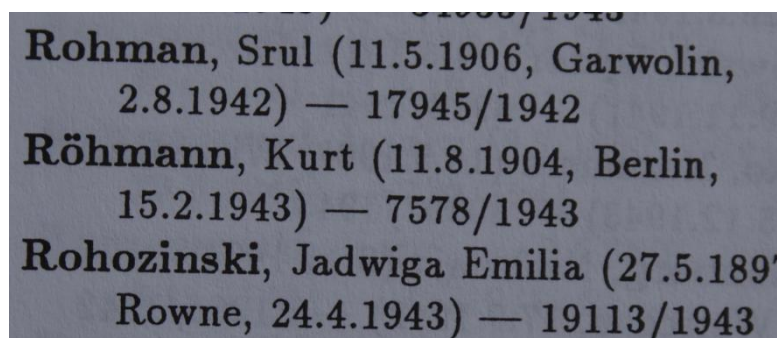 Rohman, Srul (11.5.1906, Garwolin,
2.8.1942) — 17945/1942
Röhmann, Kurt (11.8.1904, Berlin,
15.2.1943) — 7578/1943
Rohozinski, Jadwiga Emilia (27.5.189
Rowne, 24.4.1943) — 19113/1943